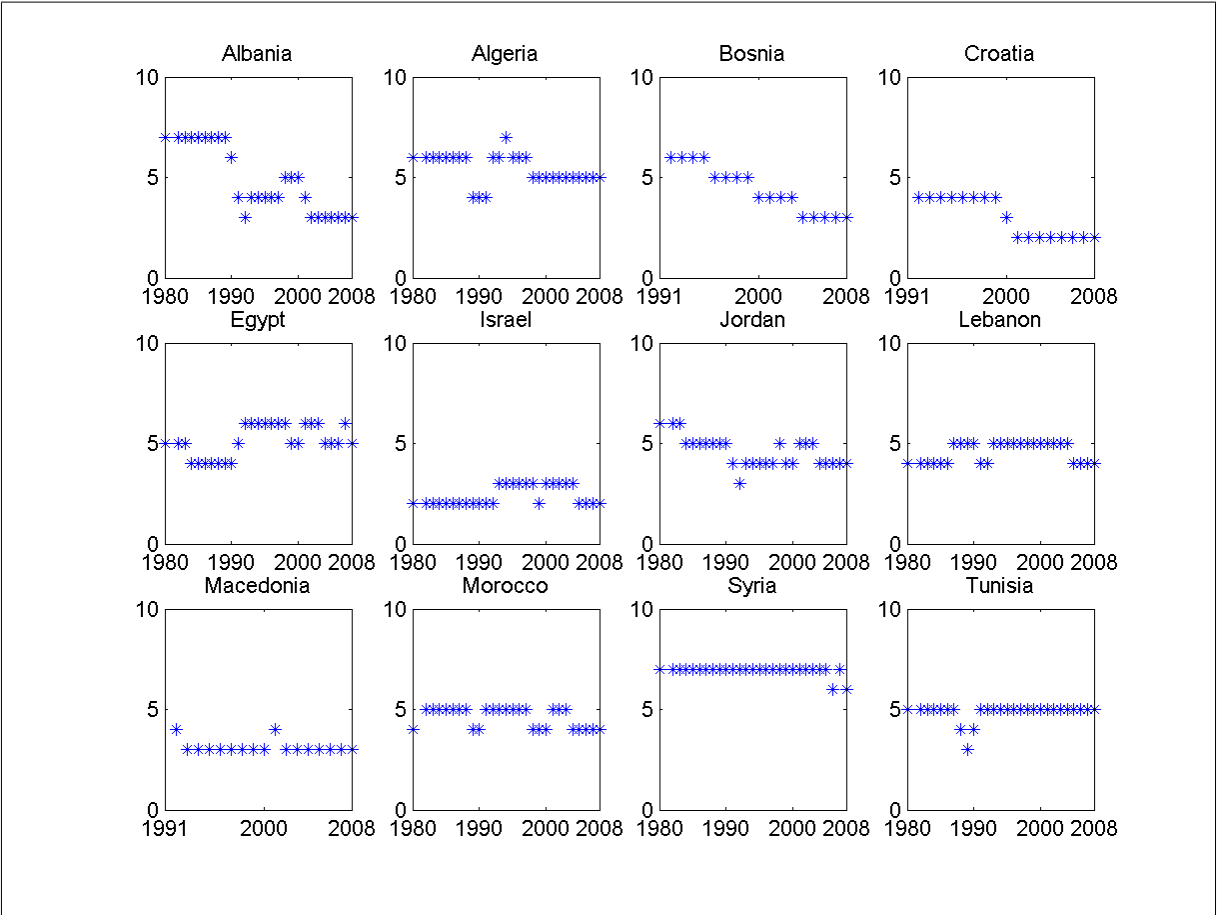 Albania Algeria Bosnia Croatia
10 10 10 10
5 5 5 5
0 0 0 0
1980 1990 2000 2008 1980 1990 2000 2008 1991 2000 2008 1991 2000 2008
Egypt Israel Jordan Lebanon
10 10 10 10
5 5 5 5
0 0 0 0
1980 1990 2000 2008 1980 1990 2000 2008 1980 1990 2000 2008 1980 1990 2000 2008
Macedonia Morocco Syria Tunisia
10 10 10 10
5 5 5 5
0 0 0 0
1991 2000 2008 1980 1990 2000 2008 1980 1990 2000 2008 1980 1990 2000 2008